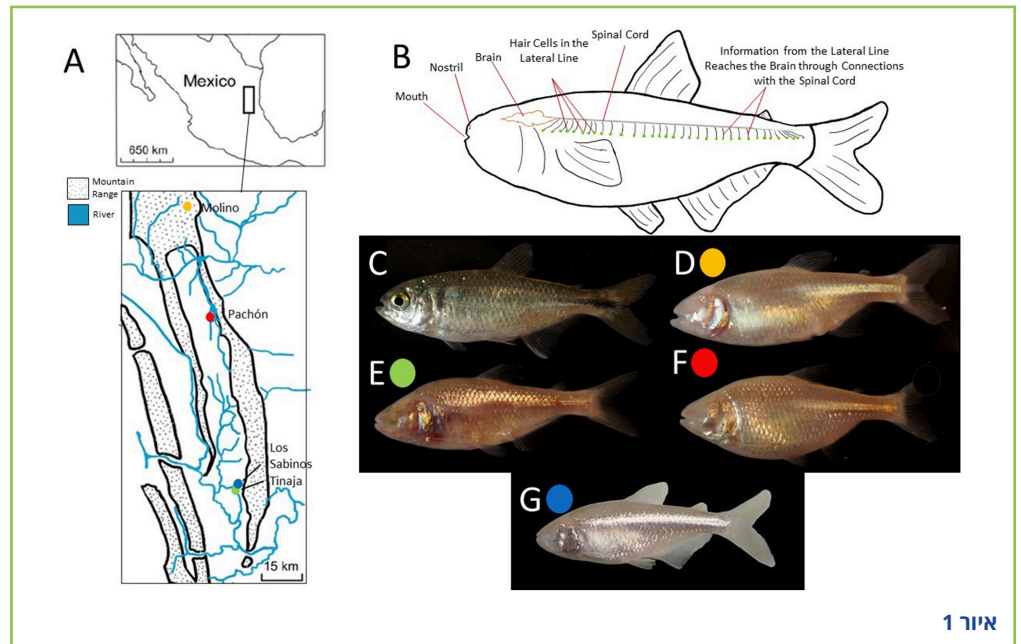 A
Mexico
650 km
Mountain
Range
River
Molino
Pachón
Los
Sabinos
Tinaja
15 km
B
Mouth
Nostril
Brain
Hair Cells in the
Lateral Line
Spinal Cord
Information from the Lateral Line
Reaches the Brain through Connections
with the Spinal Cord
C
D
E
F
G
איור 1